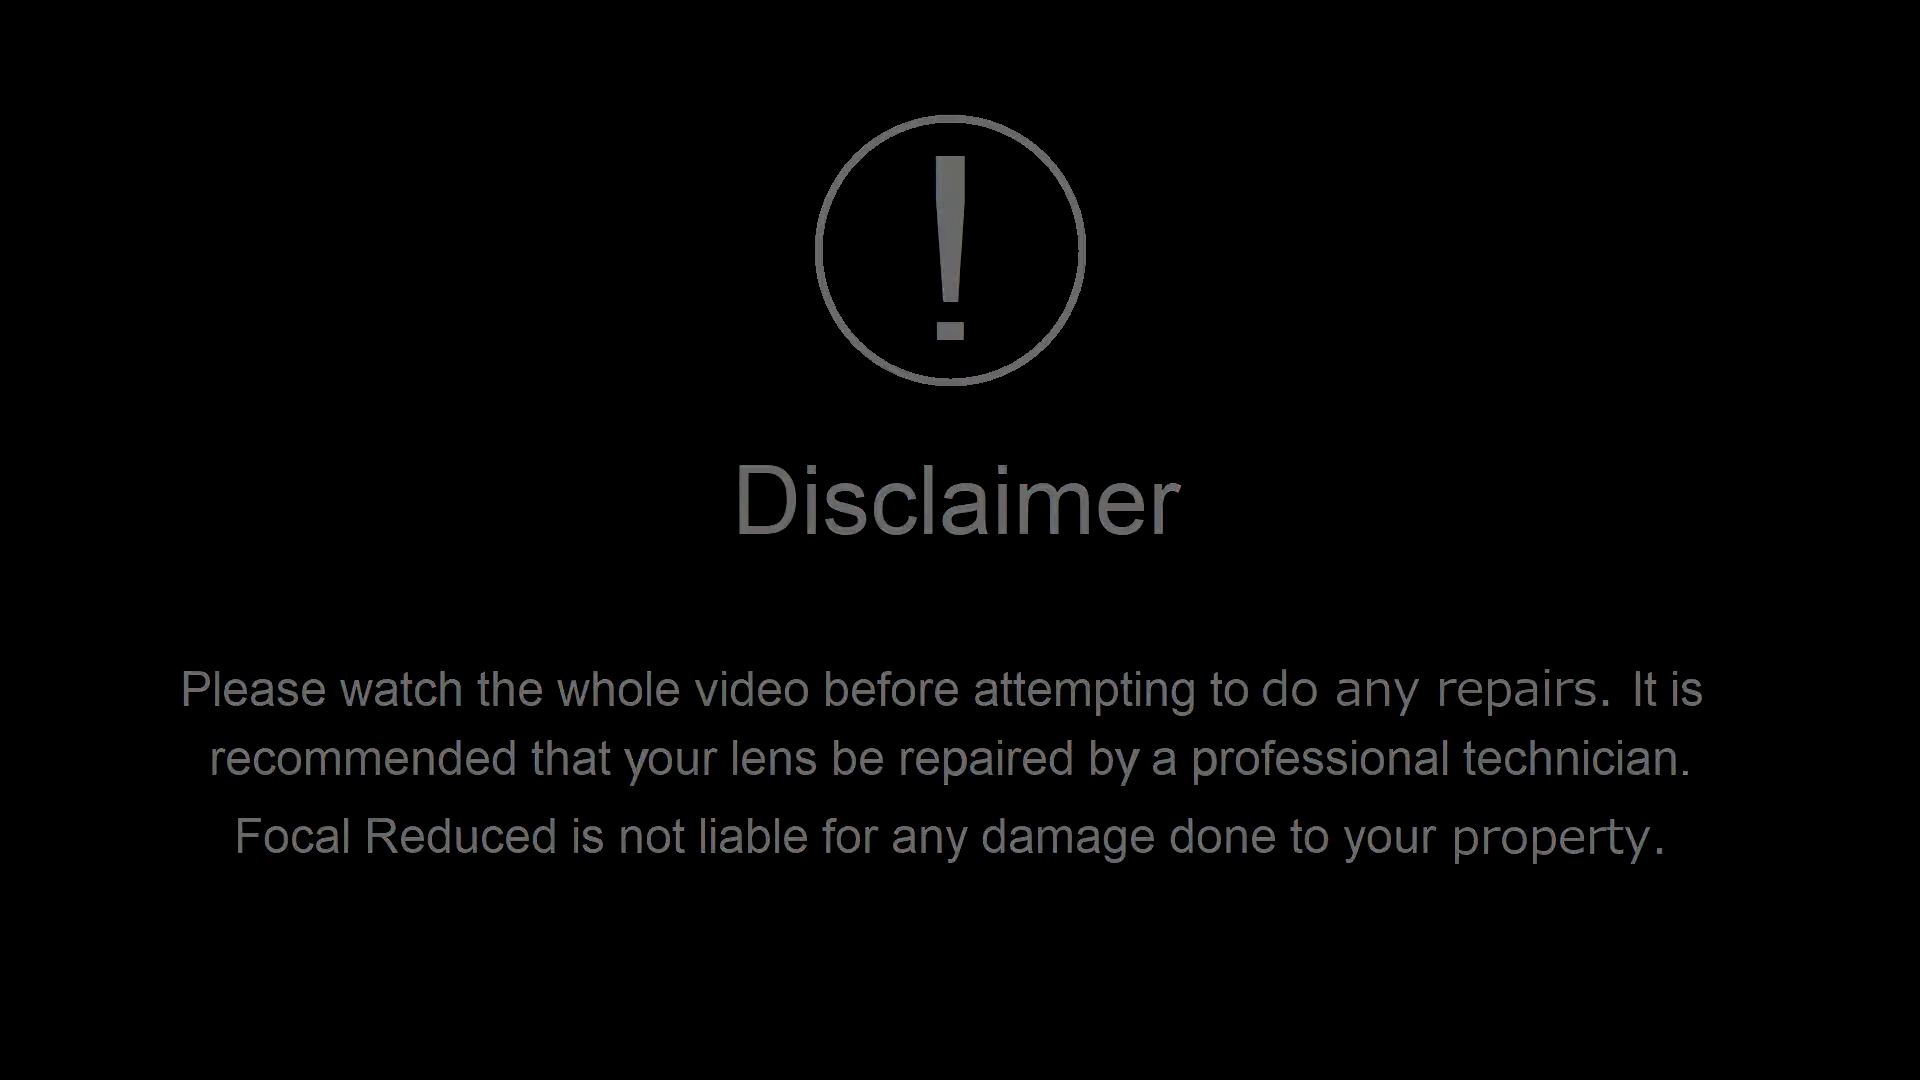 !
Disclaimer
Please watch the whole video before attempting to do any repairs. It is
recommended that your lens be repaired by a professional technician.
Focal Reduced is not liable for any damage done to your property.